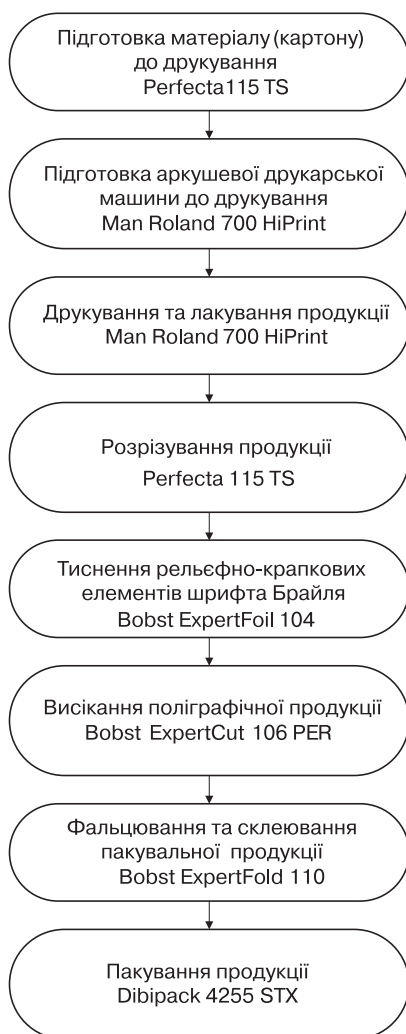 Підготовка матеріалу (картону)
до друкування
Perfecta115 TS
Підготовка аркушевої друкарської
машини до друкування
Man Roland 700 HiPrint
Друкування та лакування продукції
Man Roland 700 HiPrint
Розрізування продукції
Perfecta 115 TS
Тиснення рельєфно-крапкових
елементів шрифта Брайля
Bobst ExpertFoil 104
Висікання поліграфічної продукції
Bobst ExpertCut 106 PER
Фальцювання та склеювання
пакувальної продукції
Bobst ExpertFold 110
Пакування продукції
Dibipack 4255 STX